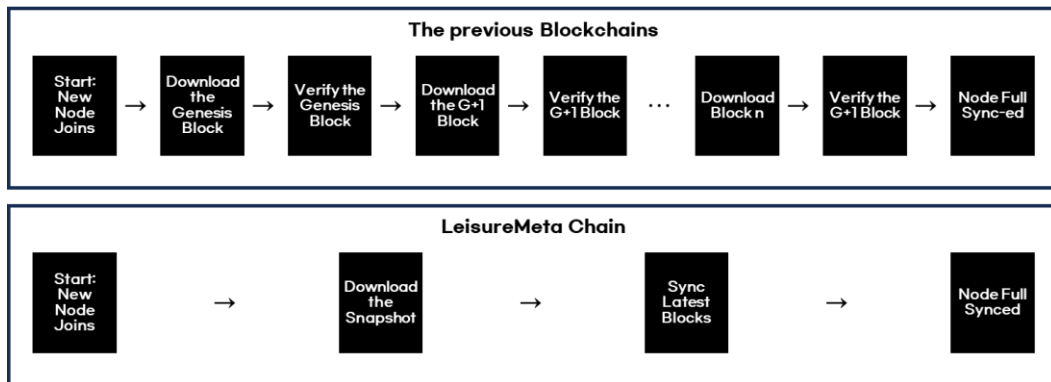 The previous Blockchains
Start:
New
Node
Joins
→
Download
the
Genesis
Block
→
Verify the
Genesis
Block
→
Download
the G+1
Block
→
Verify the
G+1 Block
...
Download
Block n
→
Verify the
G+1 Block
→
Node Full
Sync-ed
LeisureMeta Chain
Start:
New
Node
Joins
→
Download
the
Snapshot
→
Sync
Latest
Blocks
→
Node Full
Synced